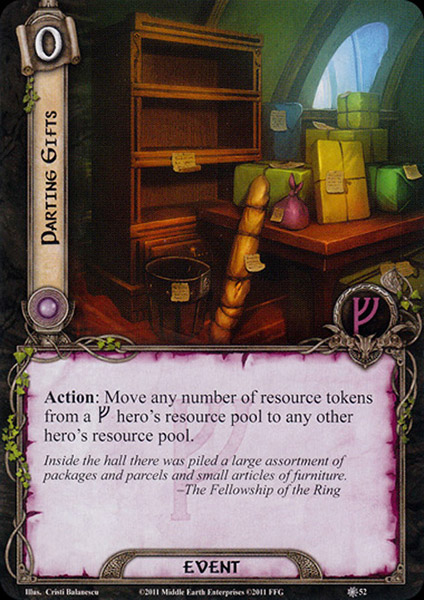 0
PARTING GIFTS
Action: Move any number of resource tokens
from a ᚠ hero's resource pool to any other
hero's resource pool.
Inside the hall there was piled a large assortment of
packages and parcels and small articles of furniture.
–The Fellowship of the Ring
EVENT
Illus. Cristi Balanescu
©2011 Middle Earth Enterprises ©2011 FFG
52